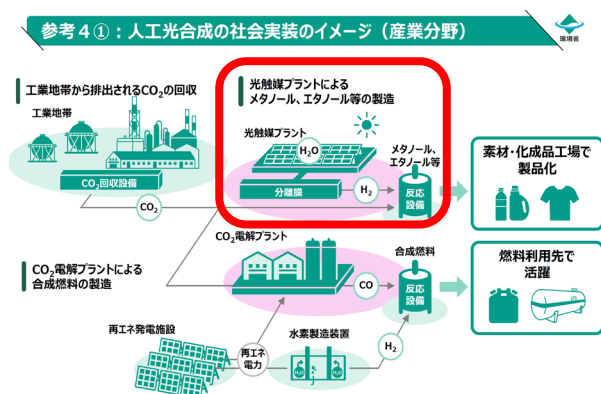 参考4①：人工光合成の社会実装のイメージ（産業分野）
環境省
工業地帯から排出されるCO₂の回収
工業地帯
CO₂回収設備
CO₂
光触媒プラントによる
メタノール、エタノール等の製造
光触媒プラント
H₂O
分離膜
H₂
メタノール、
エタノール等
反応
設備
素材・化成品工場で
製品化
CO₂電解プラントによる
合成燃料の製造
CO₂電解プラント
CO
合成燃料
反応
設備
燃料利用先で
活躍
再エネ発電施設
再エネ
電力
水素製造装置
H₂O
H₂O
H₂